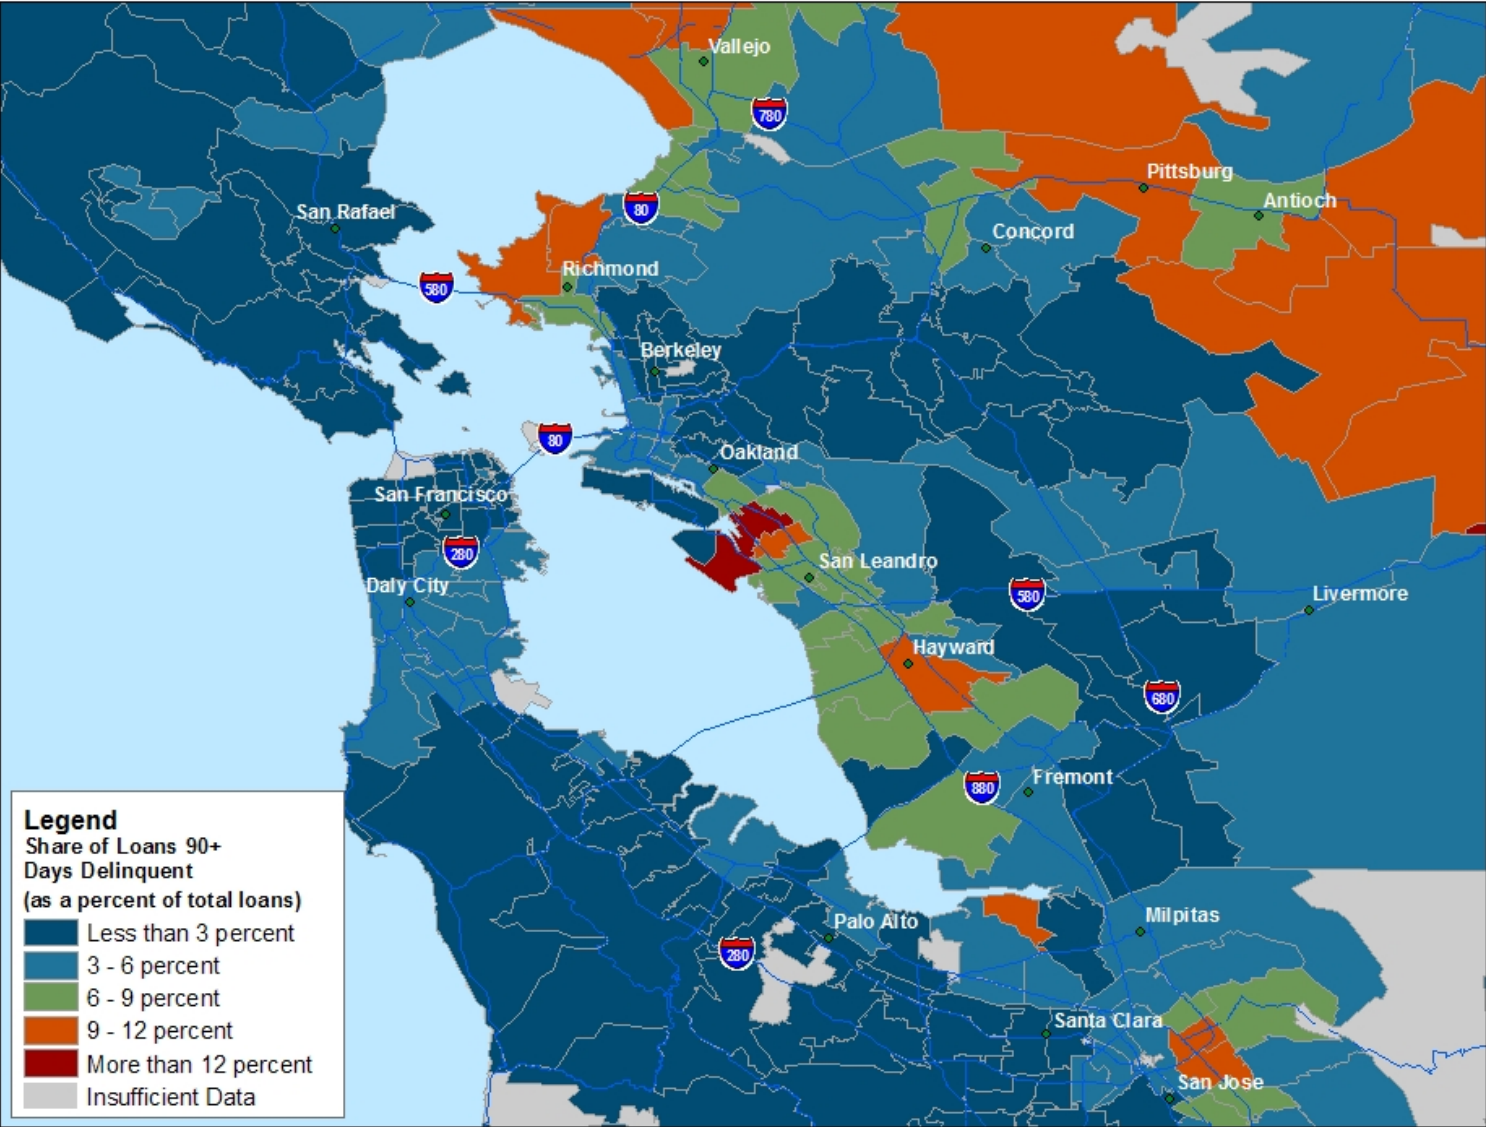 Vallejo
780
Pittsburg
Antioch
80
San Rafael
Concord
Richmond
580
Berkeley
80
Oakland
San Francisco
280
San Leandro
Daly City
580
Livermore
Hayward
680
Fremont
880
Milpitas
Palo Alto
280
Santa Clara
San Jose
Legend
Share of Loans 90+
Days Delinquent
(as a percent of total loans)
Less than 3 percent
3 - 6 percent
6 - 9 percent
9 - 12 percent
More than 12 percent
Insufficient Data